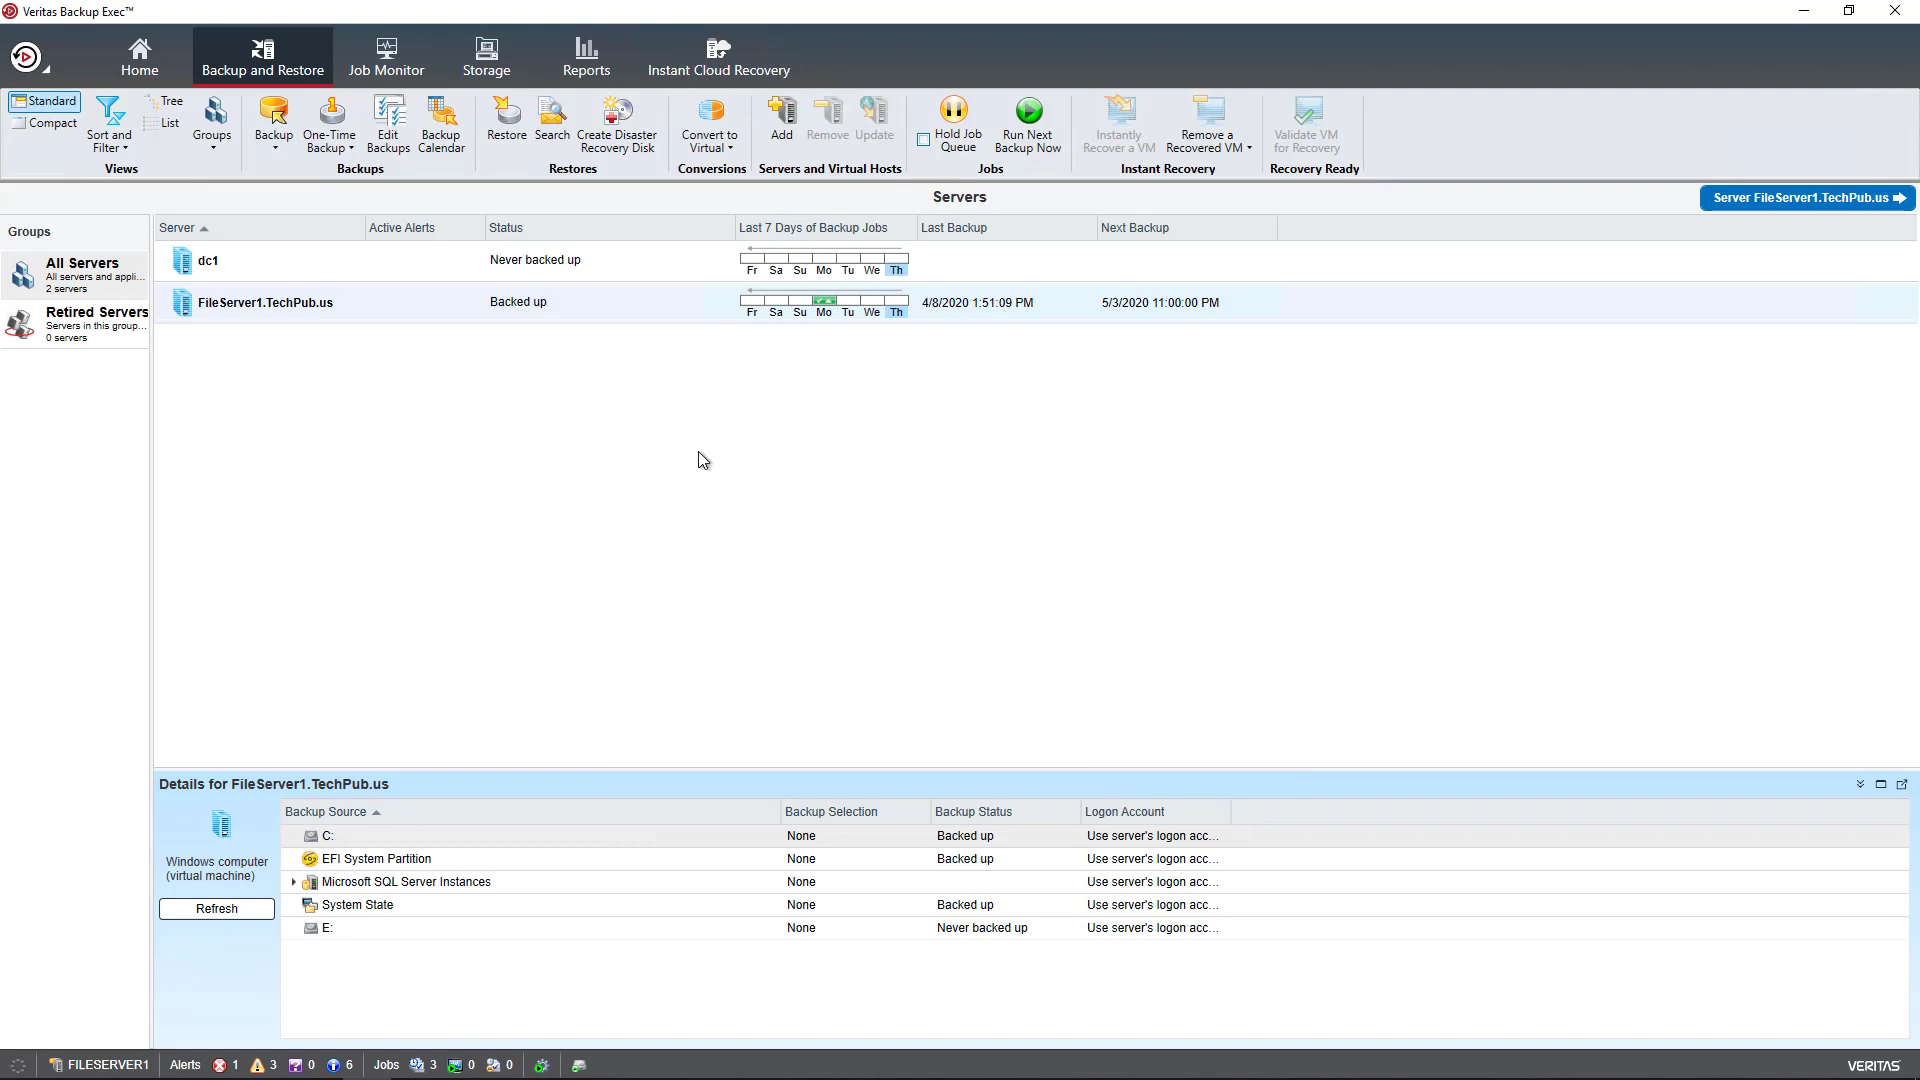 Veritas Backup Exec™
Home
Backup and Restore
Job Monitor
Storage
Reports
Instant Cloud Recovery
Standard
Compact
Sort and
Filter
Tree
List
Groups
Views
Backup
One-Time
Backup
Edit
Backups
Backup
Calendar
Backups
Restore
Search
Create Disaster
Recovery Disk
Restores
Convert to
Virtual
Conversions
Add
Remove
Update
Servers and Virtual Hosts
Hold Job
Queue
Run Next
Backup Now
Jobs
Instantly
Recover a VM
Remove a
Recovered VM
Instant Recovery
Validate VM
for Recovery
Recovery Ready
Servers
Server FileServer1.TechPub.us
Groups
All Servers
All servers and appli...
2 servers
Retired Servers
Servers in this group...
0 servers
Server Active Alerts Status Last 7 Days of Backup Jobs Last Backup Next Backup
dc1 Never backed up
Fr Sa Su Mo Tu We Th
FileServer1.TechPub.us Backed up 4/8/2020 1:51:09 PM 5/3/2020 11:00:00 PM
Fr Sa Su Mo Tu We Th
Details for FileServer1.TechPub.us
Windows computer
(virtual machine)
Refresh
Backup Source Backup Selection Backup Status Logon Account
C: None Backed up Use server's logon acc...
EFI System Partition None Backed up Use server's logon acc...
Microsoft SQL Server Instances None Use server's logon acc...
System State None Backed up Use server's logon acc...
E: None Never backed up Use server's logon acc...
FILESERVER1 Alerts 1 3 0 6 Jobs 3 0 0
VERITAS